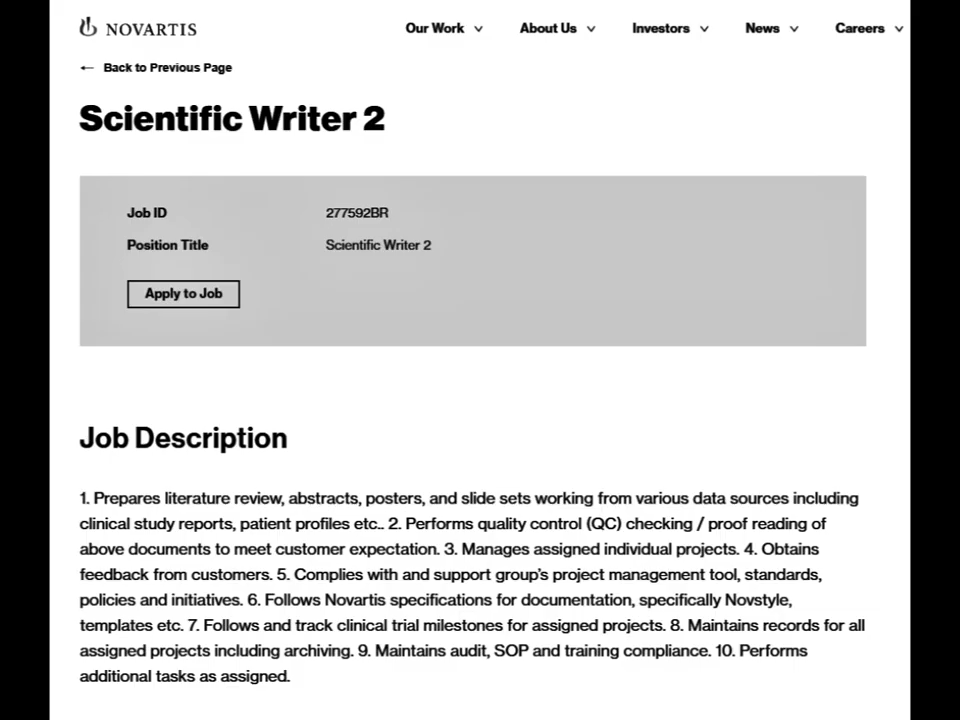 NOVARTIS
Our Work
About Us
Investors
News
Careers
← Back to Previous Page
Scientific Writer 2
Job ID 277592BR
Position Title Scientific Writer 2
Apply to Job
Job Description
1. Prepares literature review, abstracts, posters, and slide sets working from various data sources including
clinical study reports, patient profiles etc.. 2. Performs quality control (QC) checking / proof reading of
above documents to meet customer expectation. 3. Manages assigned individual projects. 4. Obtains
feedback from customers. 5. Complies with and support group's project management tool, standards,
policies and initiatives. 6. Follows Novartis specifications for documentation, specifically Novstyle,
templates etc. 7. Follows and track clinical trial milestones for assigned projects. 8. Maintains records for all
assigned projects including archiving. 9. Maintains audit, SOP and training compliance. 10. Performs
additional tasks as assigned.